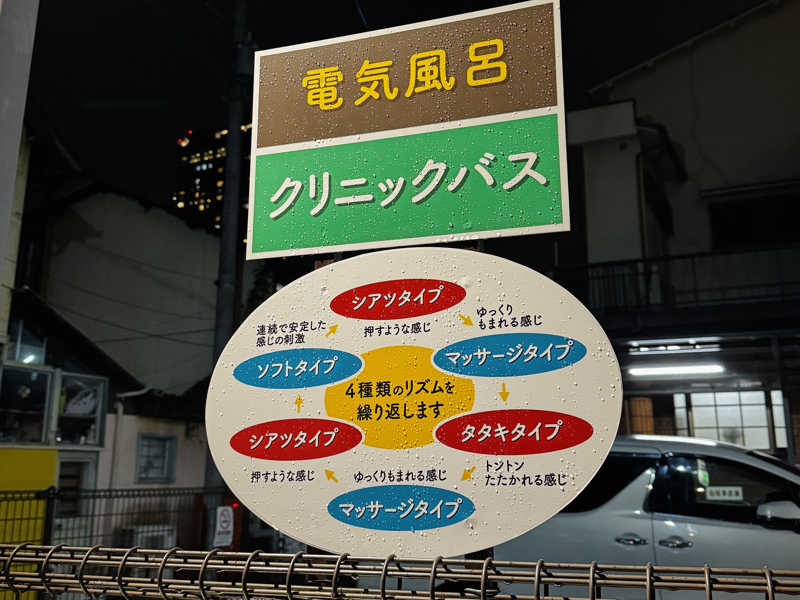 電気風呂
クリニックバス
シアツタイプ
押すような感じ
ゆっくり
もまれる感じ
マッサージタイプ
タタキタイプ
トントン
たたかれる感じ
マッサージタイプ
ゆっくりもまれる感じ
シアツタイプ
押すような感じ
ソフトタイプ
連続で安定した
感じの刺激
4種類のリズムを
繰り返します